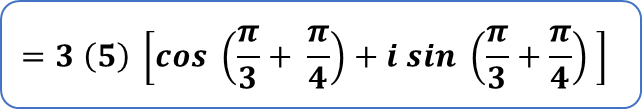 = 3 (5) [cos (π/3 + π/4) + i sin (π/3 + π/4)]